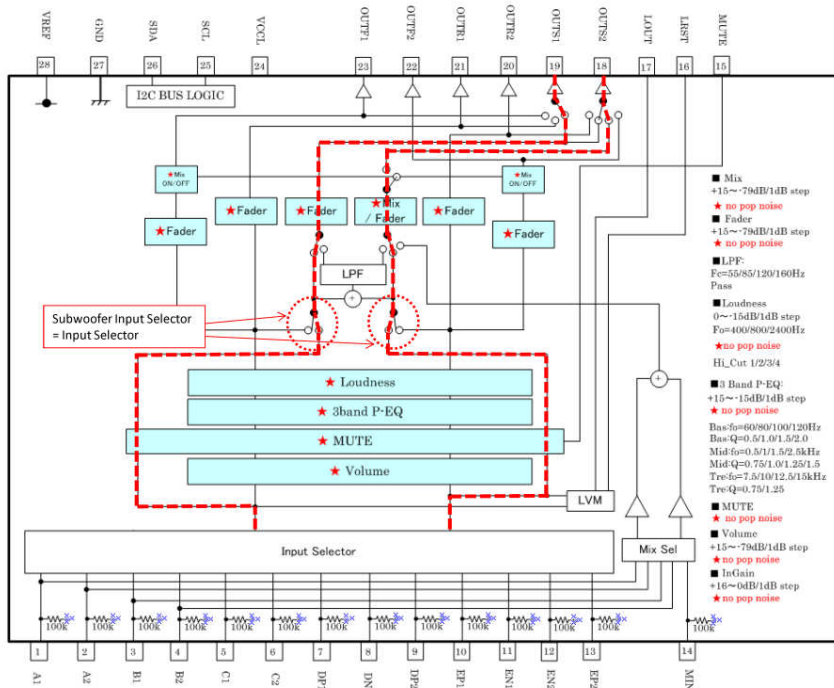 VREF
GND
SDA
SCL
VCCL
OUTF1
OUTF2
OUTR1
OUTR2
OUTS1
OUTS2
LOUT
LRST
MUTE
28
27
26
25
24
23
22
21
20
19
18
17
16
15
I2C BUS LOGIC
★Mix
ON/OFF
★Fader
★Fader
★Fader
★Mix
/ Fader
★Fader
★Mix
ON/OFF
★Fader
LPF
+
Subwoofer Input Selector
= Input Selector
★ Loudness
★ 3band P-EQ
★ MUTE
★ Volume
LVM
+
Input Selector
Mix Sel
■ Mix
+15～-79dB/1dB step
★ no pop noise
■ Fader
+15～-79dB/1dB step
★ no pop noise
■LPF:
Fc=55/85/120/160Hz
Pass
■Loudness
0～-15dB/1dB step
Fo=400/800/2400Hz
★no pop noise
Hi_Cut 1/2/3/4
■3 Band P-EQ:
+15～-15dB/1dB step
★ no pop noise
Bas:fo=60/80/100/120Hz
Bas:Q=0.5/1.0/1.5/2.0
Mid:fo=0.5/1/1.5/2.5kHz
Mid:Q=0.75/1.0/1.25/1.5
Tre:fo=7.5/10/12.5/15kHz
Tre:Q=0.75/1.25
■ MUTE
★ no pop noise
■ Volume
+15～-79dB/1dB step
★ no pop noise
■ InGain
+16～0dB/1dB step
★ no pop noise
100k
100k
100k
100k
100k
100k
100k
100k
100k
100k
100k
100k
100k
100k
1
2
3
4
5
6
7
8
9
10
11
12
13
14
A1
A2
B1
B2
C1
C2
DP1
DN
DP2
EP1
EN1
EN2
EP2
MIN